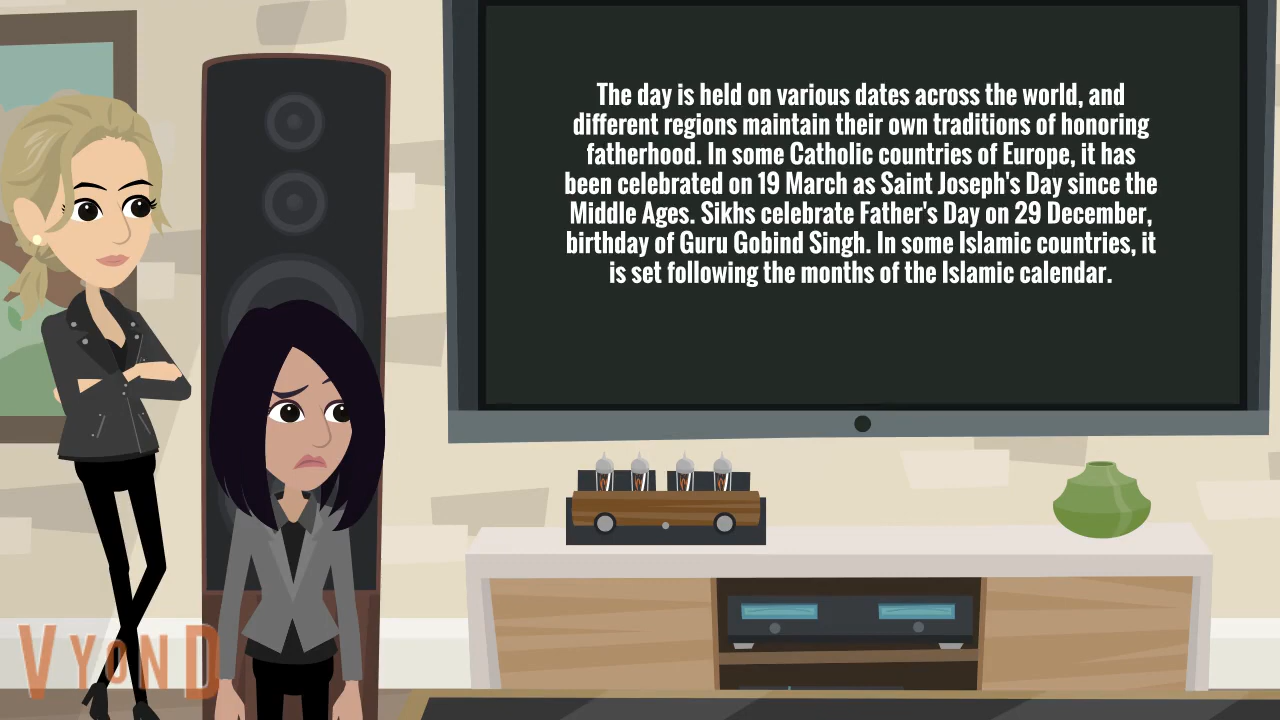 The day is held on various dates across the world, and
different regions maintain their own traditions of honoring
fatherhood. In some Catholic countries of Europe, it has
been celebrated on 19 March as Saint Joseph's Day since the
Middle Ages. Sikhs celebrate Father's Day on 29 December,
birthday of Guru Gobind Singh. In some Islamic countries, it
is set following the months of the Islamic calendar.
VYOND